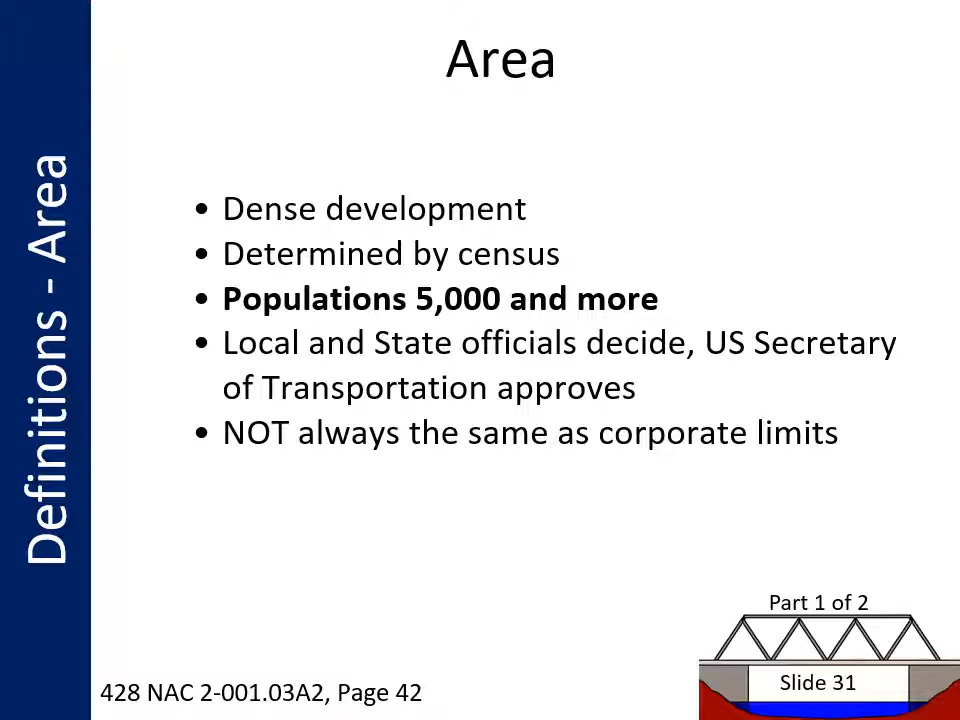 Area
Definitions - Area
• Dense development
• Determined by census
• Populations 5,000 and more
• Local and State officials decide, US Secretary
of Transportation approves
• NOT always the same as corporate limits
Part 1 of 2
Slide 31
428 NAC 2-001.03A2, Page 42